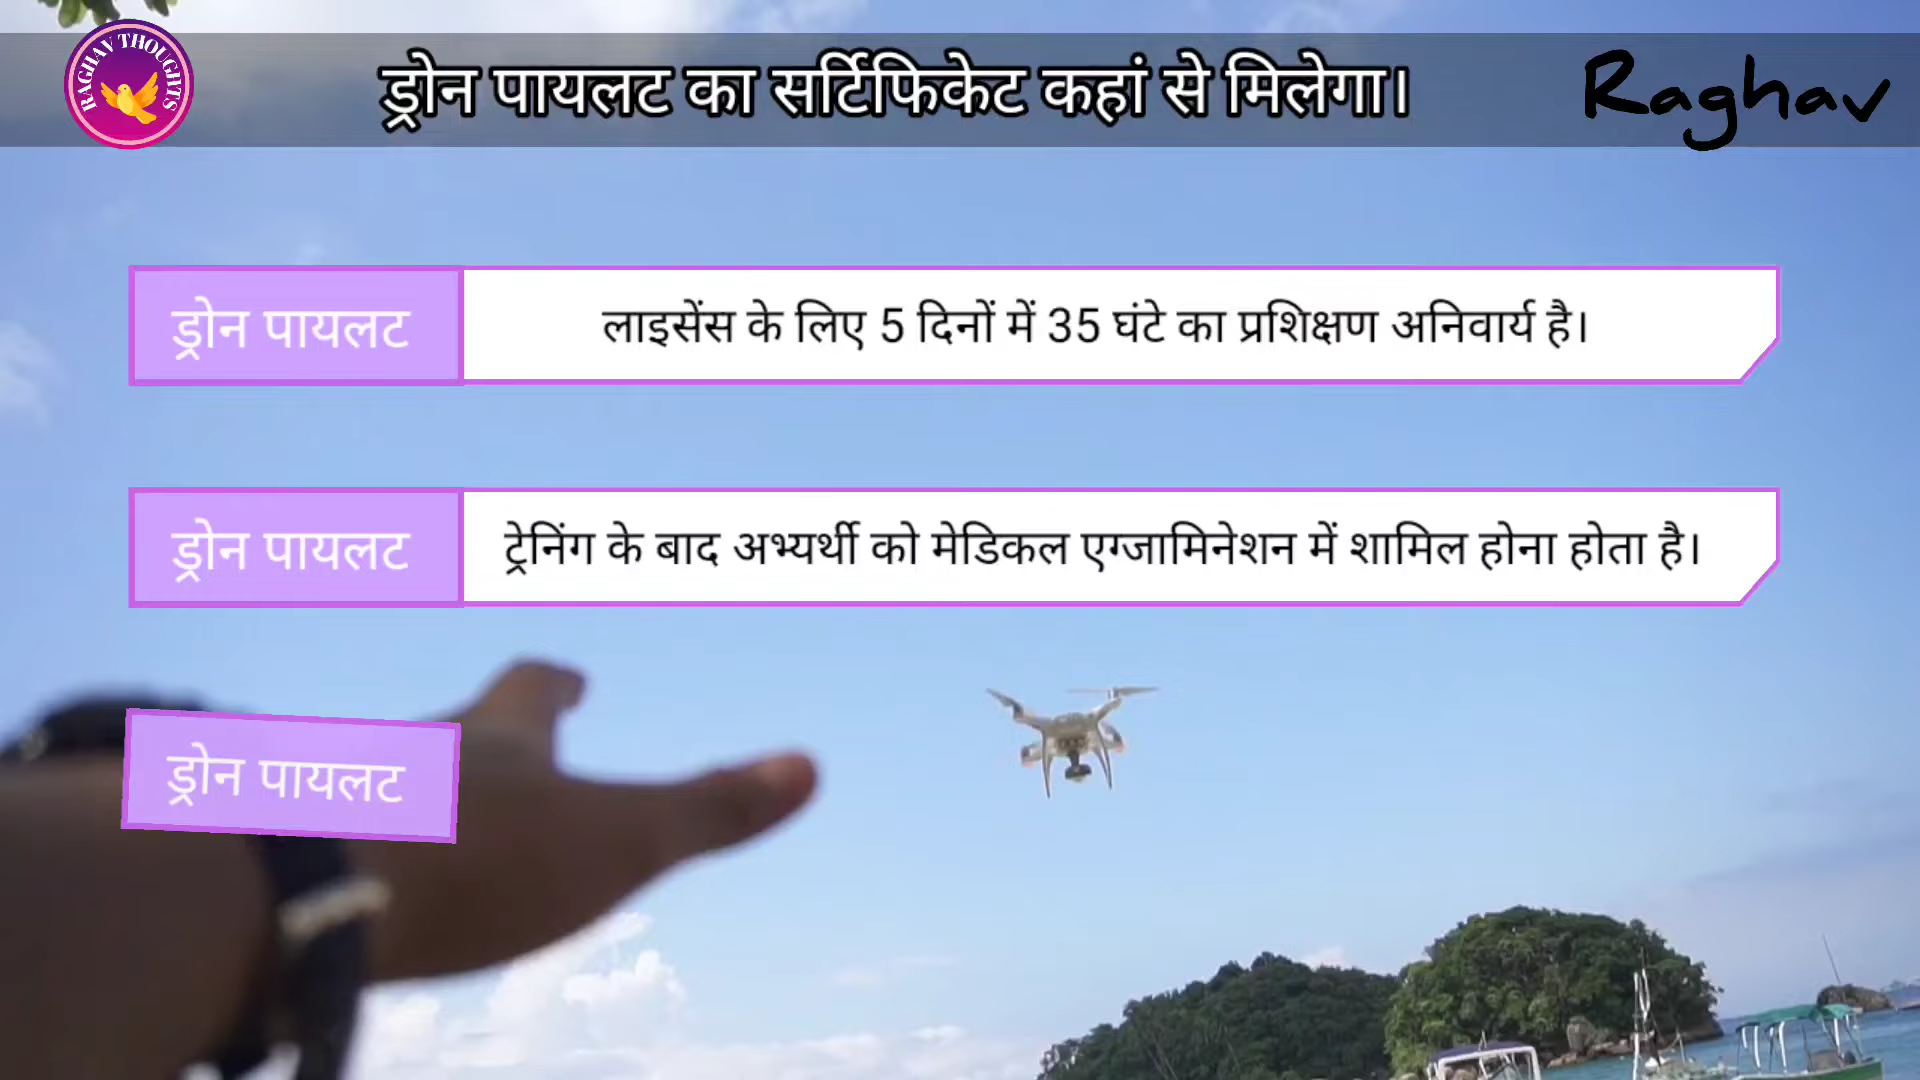 RAGHAV THOUGHTS
ड्रोन पायलट का सर्टिफिकेट कहां से मिलेगा।
Raghav
ड्रोन पायलट
लाइसेंस के लिए 5 दिनों में 35 घंटे का प्रशिक्षण अनिवार्य है।
ड्रोन पायलट
ट्रेनिंग के बाद अभ्यर्थी को मेडिकल एग्जामिनेशन में शामिल होना होता है।
ड्रोन पायलट